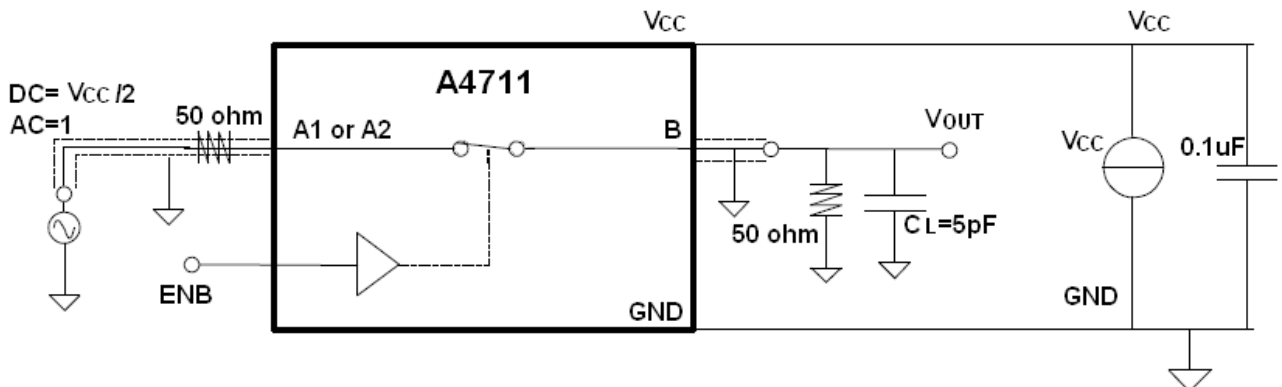 VCC
VCC
A4711
DC= VCC /2
AC=1
50 ohm
A1 or A2
B
VOUT
VCC
0.1uF
50 ohm
CL=5pF
ENB
GND
GND